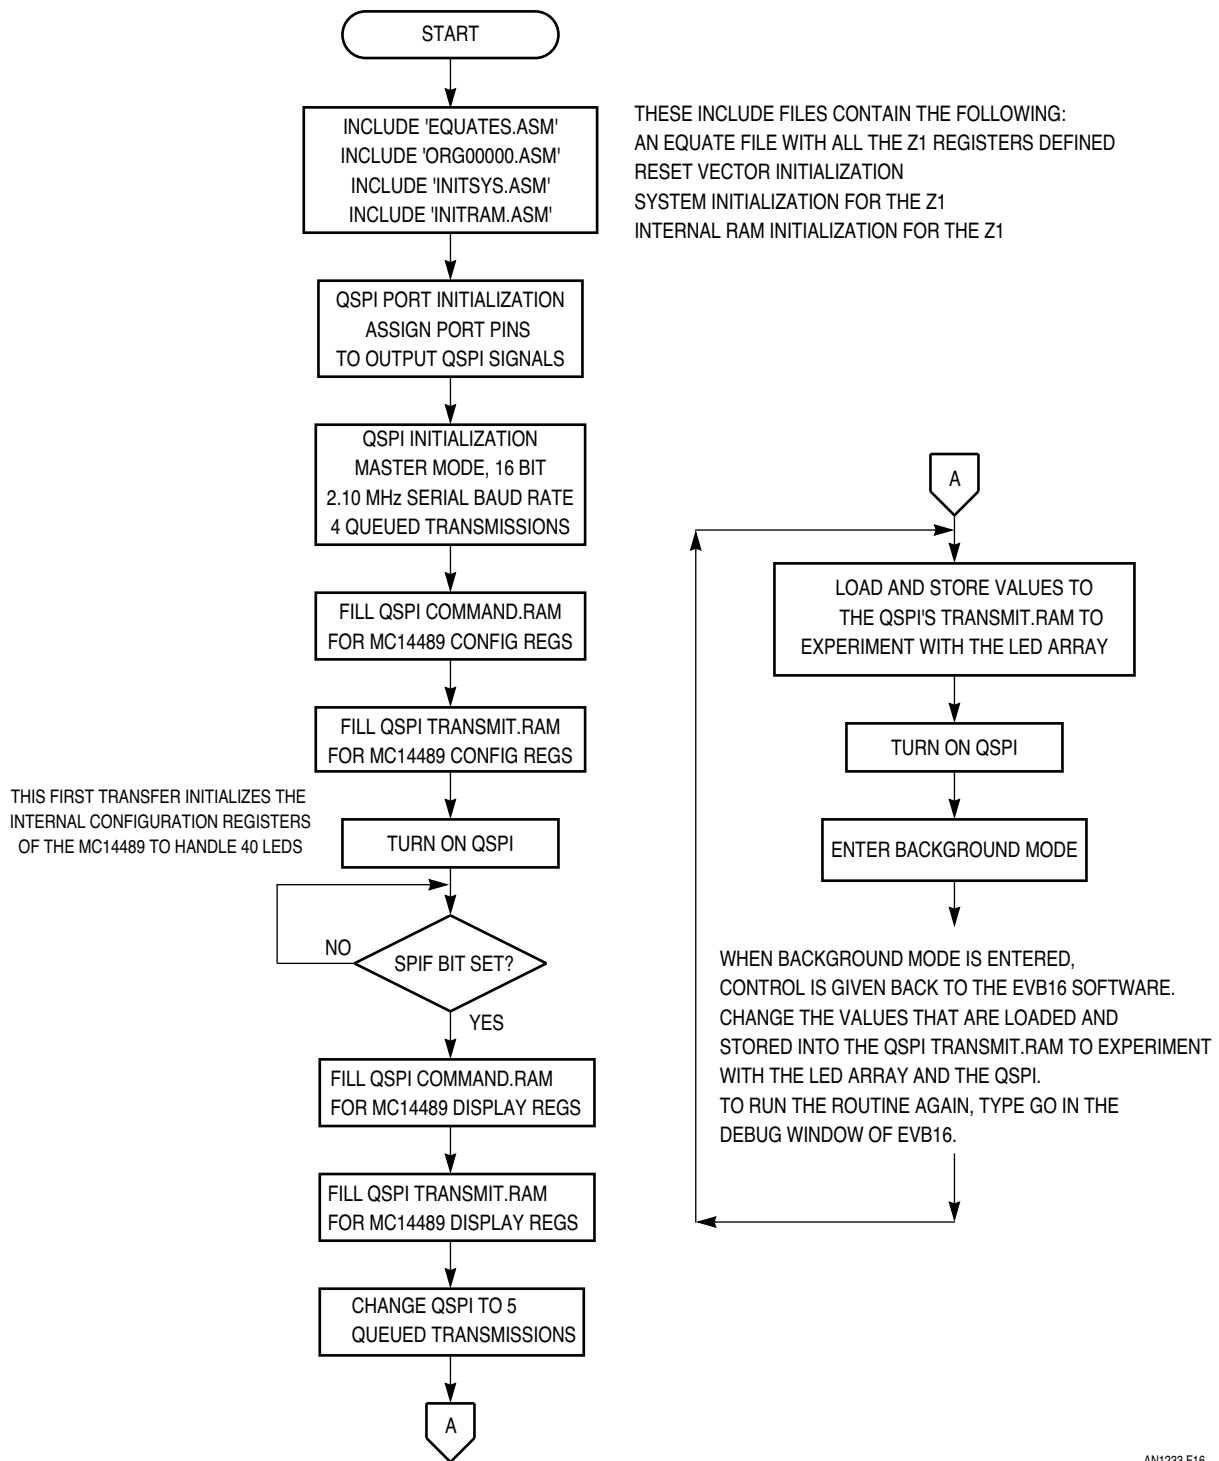 START
INCLUDE 'EQUATES.ASM'
INCLUDE 'ORG00000.ASM'
INCLUDE 'INITSYS.ASM'
INCLUDE 'INITRAM.ASM'
THESE INCLUDE FILES CONTAIN THE FOLLOWING:
AN EQUATE FILE WITH ALL THE Z1 REGISTERS DEFINED
RESET VECTOR INITIALIZATION
SYSTEM INITIALIZATION FOR THE Z1
INTERNAL RAM INITIALIZATION FOR THE Z1
QSPI PORT INITIALIZATION
ASSIGN PORT PINS
TO OUTPUT QSPI SIGNALS
QSPI INITIALIZATION
MASTER MODE, 16 BIT
2.10 MHz SERIAL BAUD RATE
4 QUEUED TRANSMISSIONS
FILL QSPI COMMAND.RAM
FOR MC14489 CONFIG REGS
FILL QSPI TRANSMIT.RAM
FOR MC14489 CONFIG REGS
THIS FIRST TRANSFER INITIALIZES THE
INTERNAL CONFIGURATION REGISTERS
OF THE MC14489 TO HANDLE 40 LEDS
TURN ON QSPI
NO
SPIF BIT SET?
YES
FILL QSPI COMMAND.RAM
FOR MC14489 DISPLAY REGS
FILL QSPI TRANSMIT.RAM
FOR MC14489 DISPLAY REGS
CHANGE QSPI TO 5
QUEUED TRANSMISSIONS
A
A
LOAD AND STORE VALUES TO
THE QSPI'S TRANSMIT.RAM TO
EXPERIMENT WITH THE LED ARRAY
TURN ON QSPI
ENTER BACKGROUND MODE
WHEN BACKGROUND MODE IS ENTERED,
CONTROL IS GIVEN BACK TO THE EVB16 SOFTWARE.
CHANGE THE VALUES THAT ARE LOADED AND
STORED INTO THE QSPI TRANSMIT.RAM TO EXPERIMENT
WITH THE LED ARRAY AND THE QSPI.
TO RUN THE ROUTINE AGAIN, TYPE GO IN THE
DEBUG WINDOW OF EVB16.